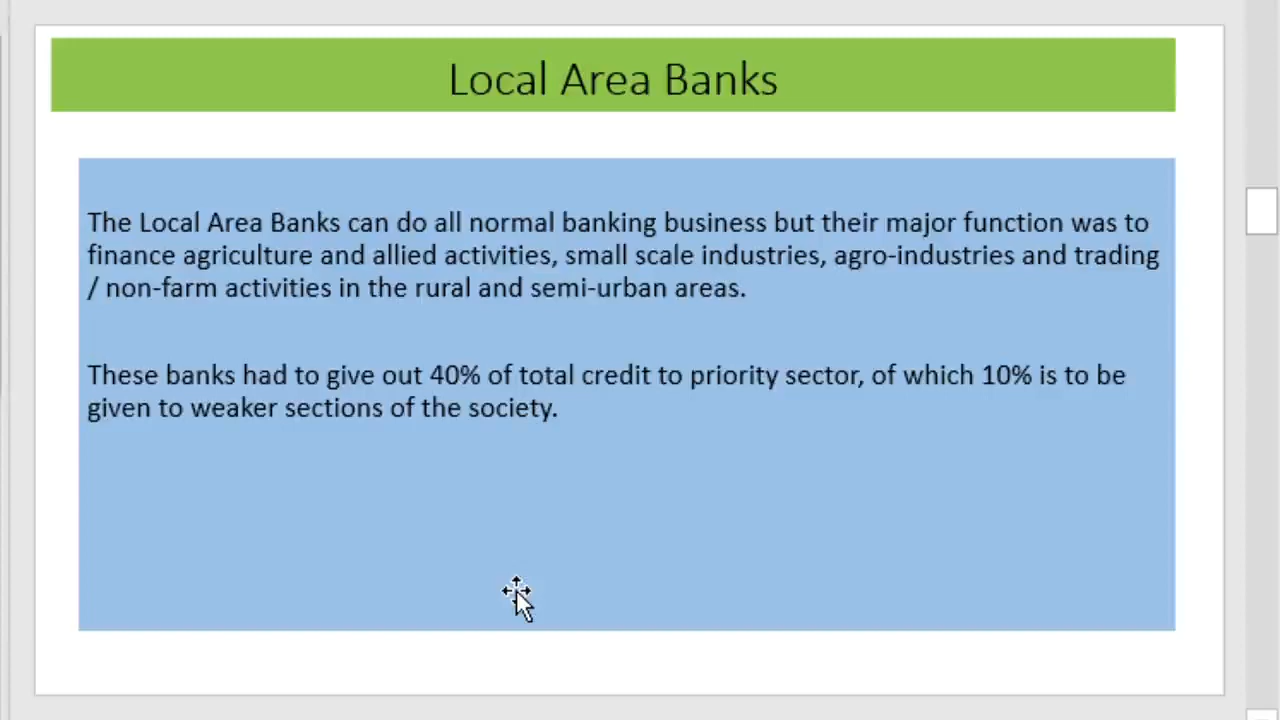 Local Area Banks
The Local Area Banks can do all normal banking business but their major function was to
finance agriculture and allied activities, small scale industries, agro-industries and trading
/ non-farm activities in the rural and semi-urban areas.
These banks had to give out 40% of total credit to priority sector, of which 10% is to be
given to weaker sections of the society.